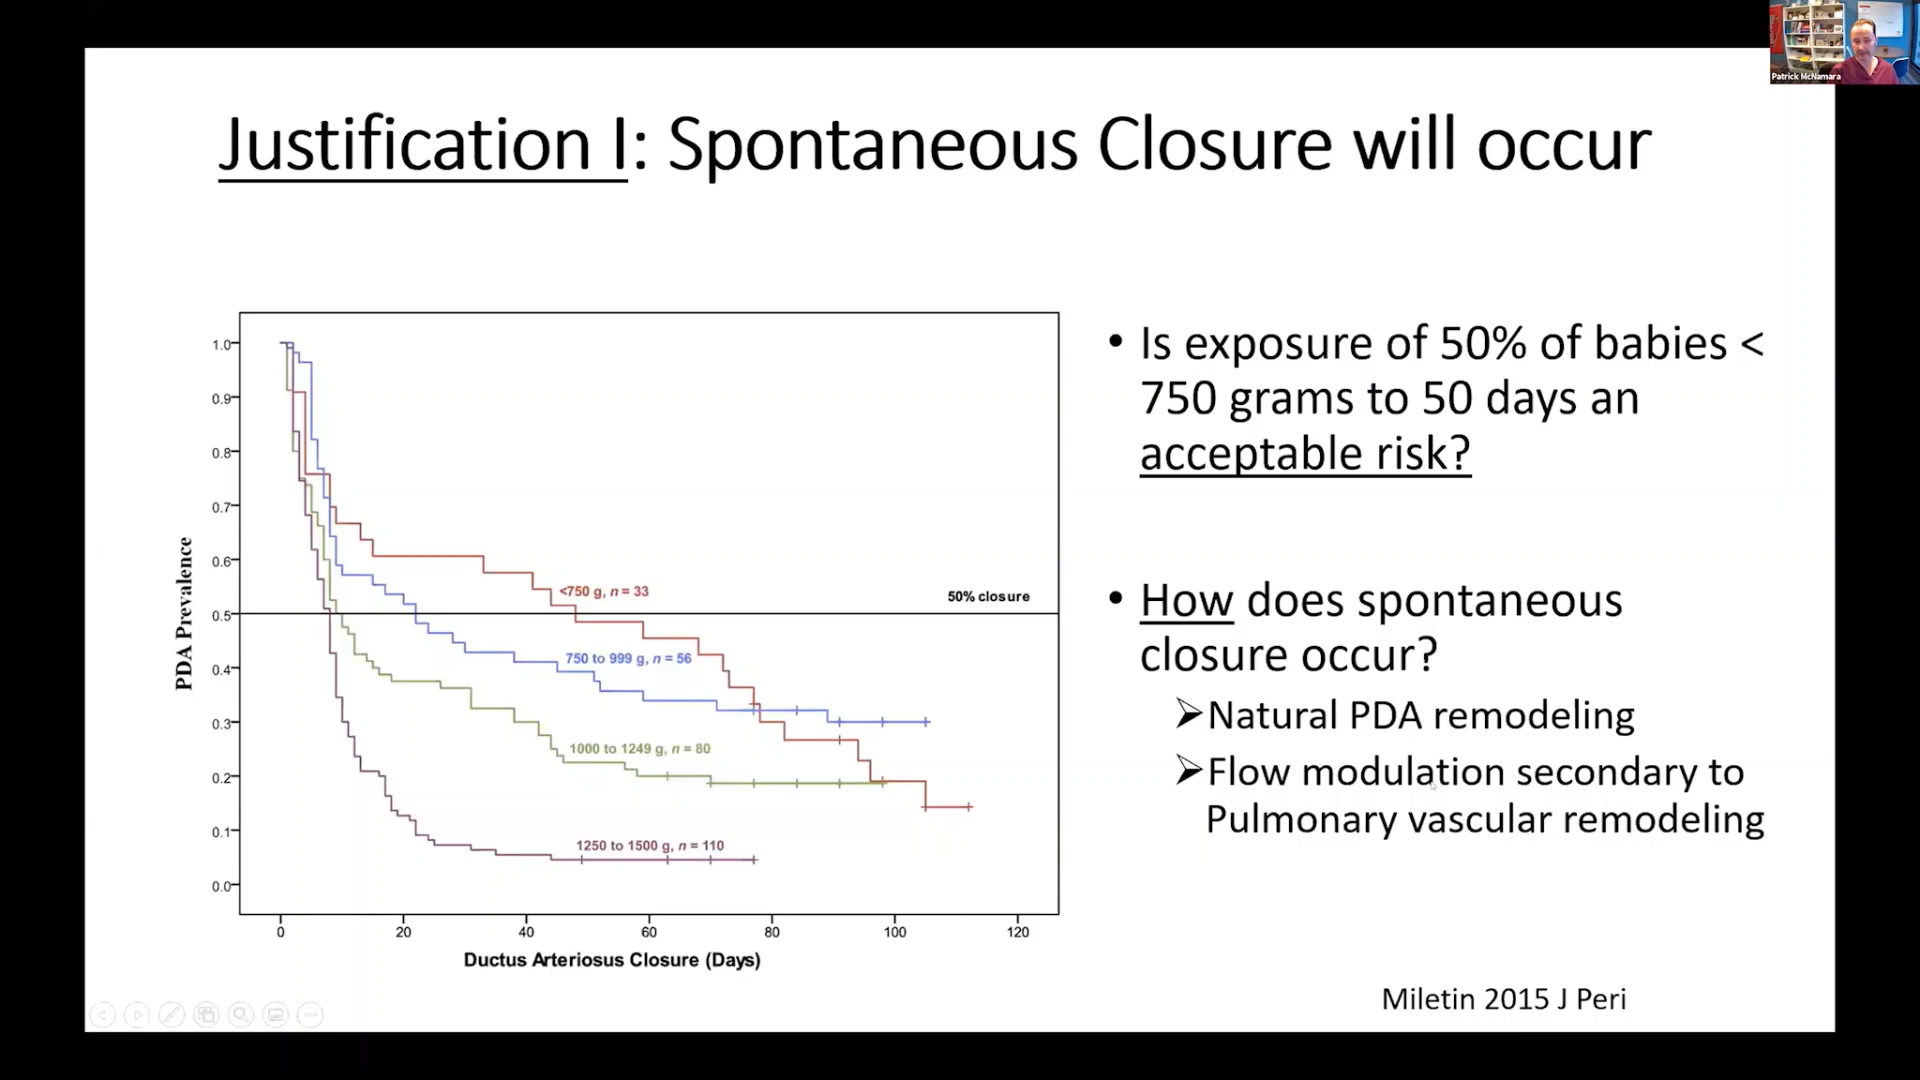 Patrick McNamara
Justification I: Spontaneous Closure will occur
1.0
0.9
0.8
0.7
0.6
0.5
0.4
0.3
0.2
0.1
0.0
PDA Prevalence
<750 g, n = 33
50% closure
750 to 999 g, n = 56
1000 to 1249 g, n = 80
1250 to 1500 g, n = 110
0 20 40 60 80 100 120
Ductus Arteriosus Closure (Days)
• Is exposure of 50% of babies <
750 grams to 50 days an
acceptable risk?
• How does spontaneous
closure occur?
➢Natural PDA remodeling
➢Flow modulation secondary to
Pulmonary vascular remodeling
Miletin 2015 J Peri